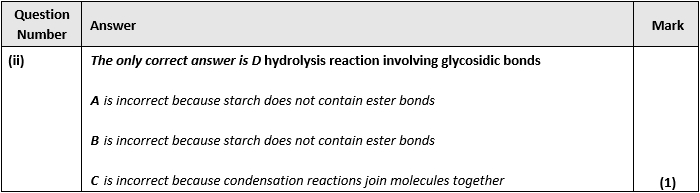 Question Number Answer Mark
(ii) The only correct answer is D hydrolysis reaction involving glycosidic bonds
A is incorrect because starch does not contain ester bonds
B is incorrect because starch does not contain ester bonds
C is incorrect because condensation reactions join molecules together (1)